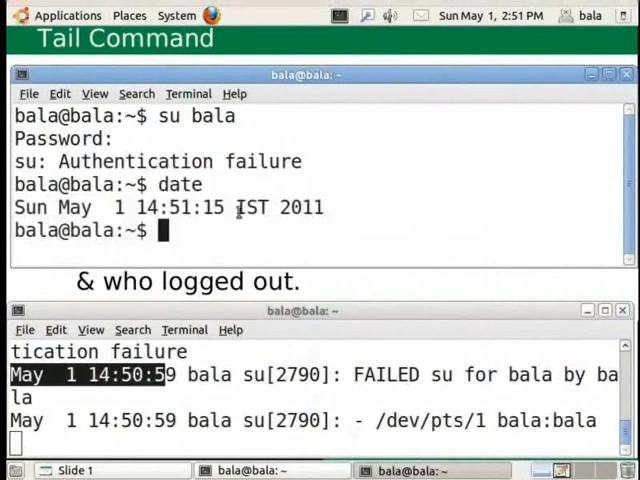 Applications Places System Sun May 1, 2:51 PM bala
Tail Command
bala@bala: ~
File Edit View Search Terminal Help
bala@bala:~$ su bala
Password:
su: Authentication failure
bala@bala:~$ date
Sun May  1 14:51:15 IST 2011
bala@bala:~$
& who logged out.
bala@bala: ~
File Edit View Search Terminal Help
tication failure
May  1 14:50:59 bala su[2790]: FAILED su for bala by ba
la
May  1 14:50:59 bala su[2790]: - /dev/pts/1 bala:bala
Slide 1 bala@bala: ~ bala@bala: ~